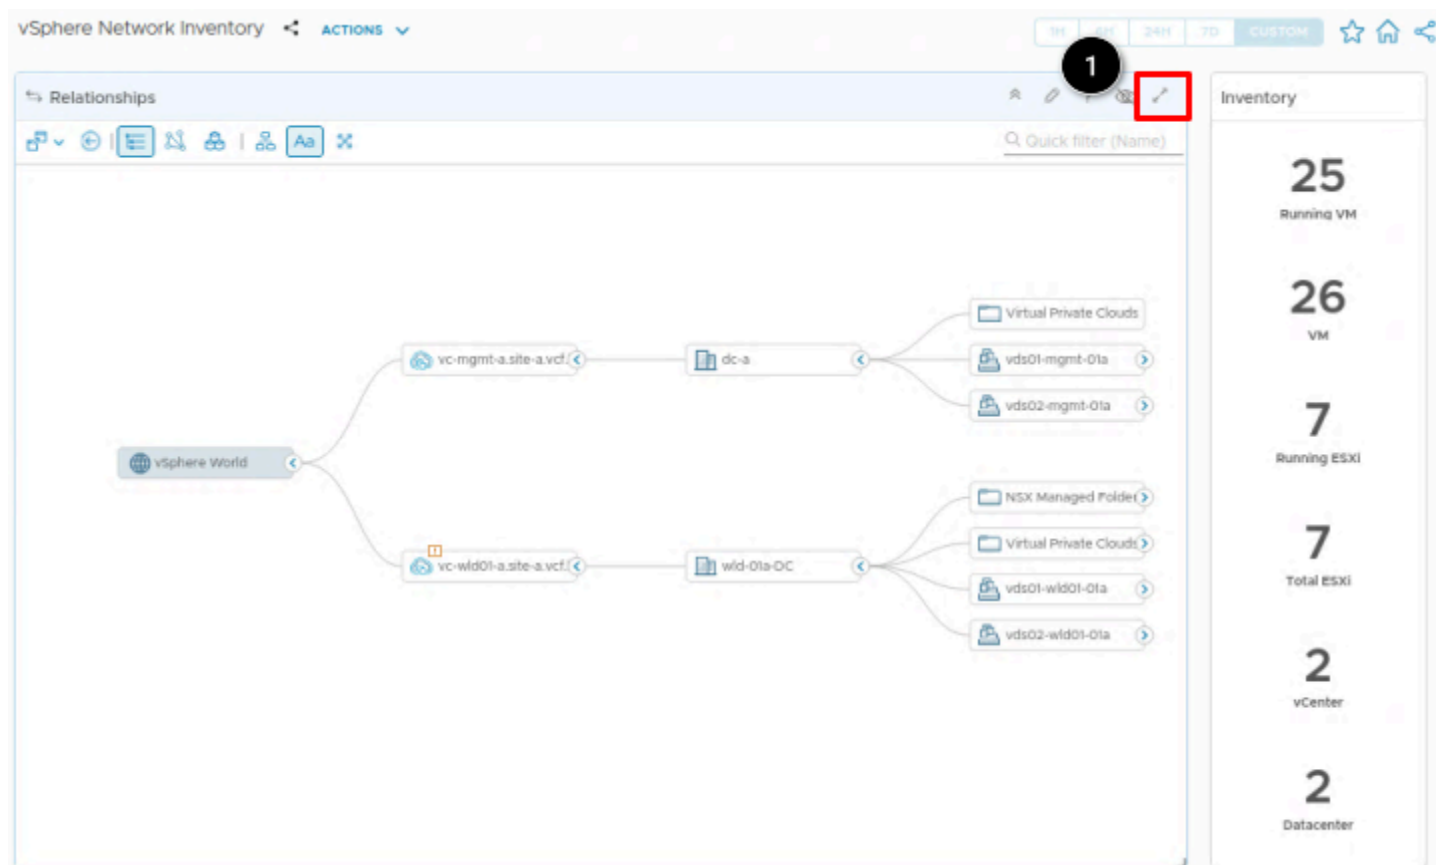 vSphere Network Inventory ACTIONS
1H 6H 24H 7D CUSTOM
1
Relationships
Inventory
Aa
Quick filter (Name)
25
Running VM
26
VM
7
Running ESXi
7
Total ESXi
2
vCenter
2
Datacenter
vSphere World
vc-mgmt-a.site-a.vcf.
dc-a
Virtual Private Clouds
vds01-mgmt-01a
vds02-mgmt-01a
vc-wld01-a.site-a.vcf.
wld-01a-DC
NSX Managed Folder
Virtual Private Clouds
vds01-wld01-01a
vds02-wld01-01a